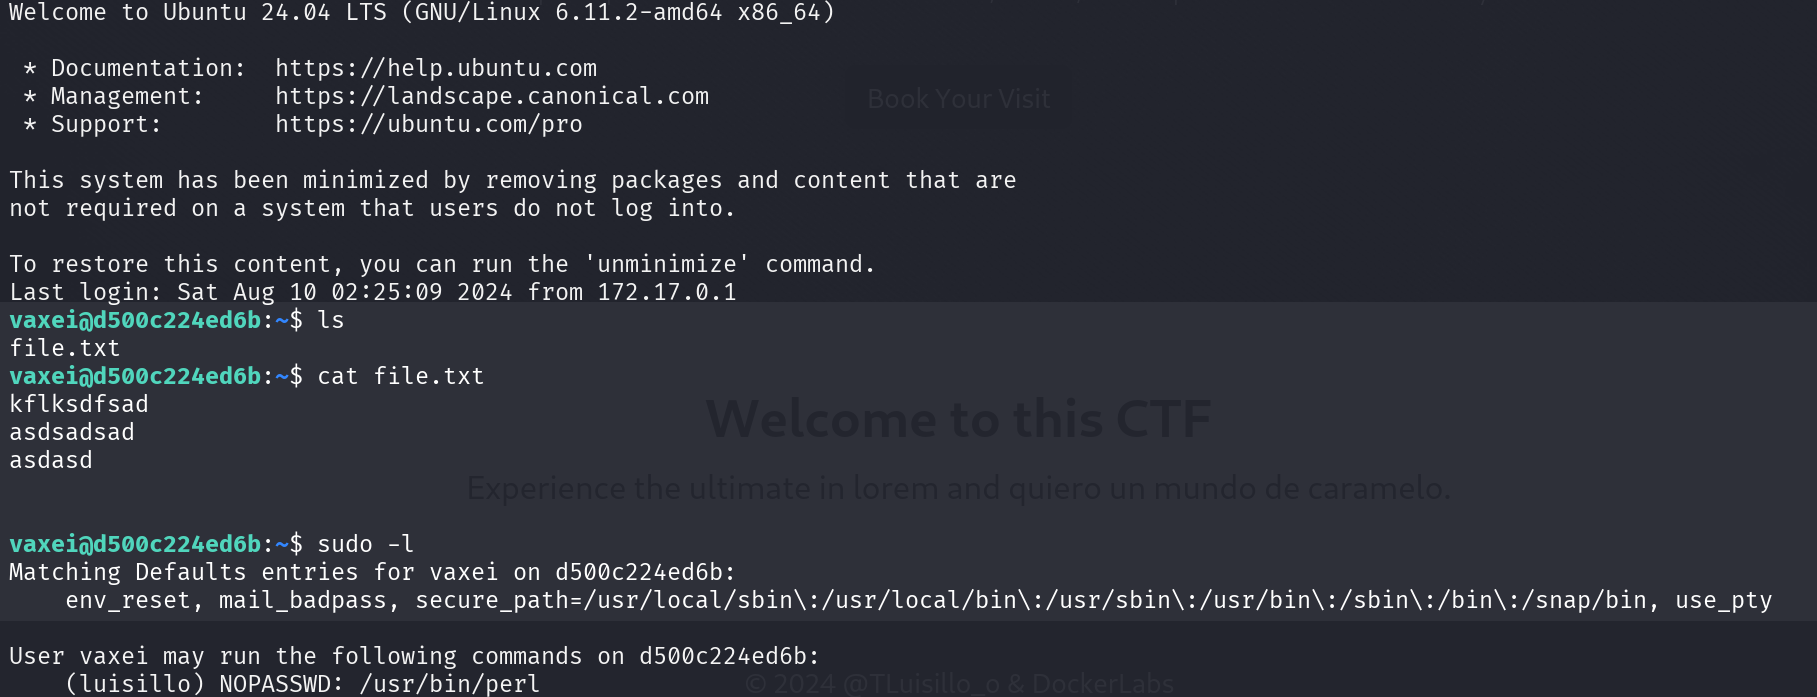 Welcome to Ubuntu 24.04 LTS (GNU/Linux 6.11.2-amd64 x86_64)
 * Documentation:  https://help.ubuntu.com
 * Management:     https://landscape.canonical.com
 * Support:        https://ubuntu.com/pro
Book Your Visit
This system has been minimized by removing packages and content that are
not required on a system that users do not log into.
To restore this content, you can run the 'unminimize' command.
Last login: Sat Aug 10 02:25:09 2024 from 172.17.0.1
vaxei@d500c224ed6b:~$ ls
file.txt
vaxei@d500c224ed6b:~$ cat file.txt
kflksdfsad
asdsadsad
asdasd
Welcome to this CTF
Experience the ultimate in lorem and quiero un mundo de caramelo.
vaxei@d500c224ed6b:~$ sudo -l
Matching Defaults entries for vaxei on d500c224ed6b:
    env_reset, mail_badpass, secure_path=/usr/local/sbin\:/usr/local/bin\:/usr/sbin\:/usr/bin\:/sbin\:/bin\:/snap/bin, use_pty
User vaxei may run the following commands on d500c224ed6b:
    (luisillo) NOPASSWD: /usr/bin/perl
© 2024 @TLuisillo_o & DockerLabs